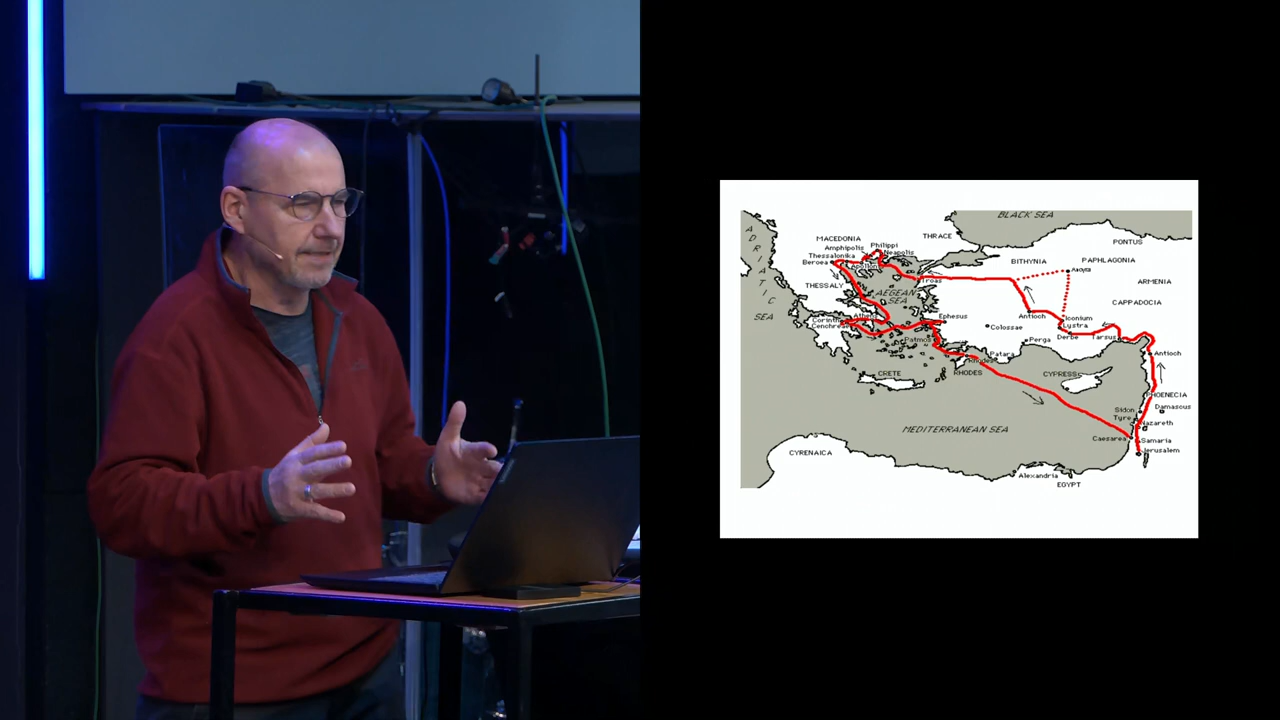 BLACK SEA
ADRIATIC SEA
MACEDONIA
THRACE
PONTUS
Amphipolis
Philippi
Neapolis
Thessalonika
Beroea
Apollon
BITHYNIA
PAPHLAGONIA
Troas
ARMENIA
THESSALY
AEGEAN SEA
CAPPADOCIA
Corinth
Athens
Ephesus
Antioch
Iconium
Cenchreae
Colossae
Lystra
Derbe
Tarsus
Patmos
Perga
Patara
Antioch
Rhodes
CRETE
RHODES
CYPRESS
PHOENECIA
Sidon
Damascus
Tyre
Nazareth
MEDITERRANEAN SEA
Caesarea
Samaria
Jerusalem
CYRENAICA
Alexandria
EGYPT